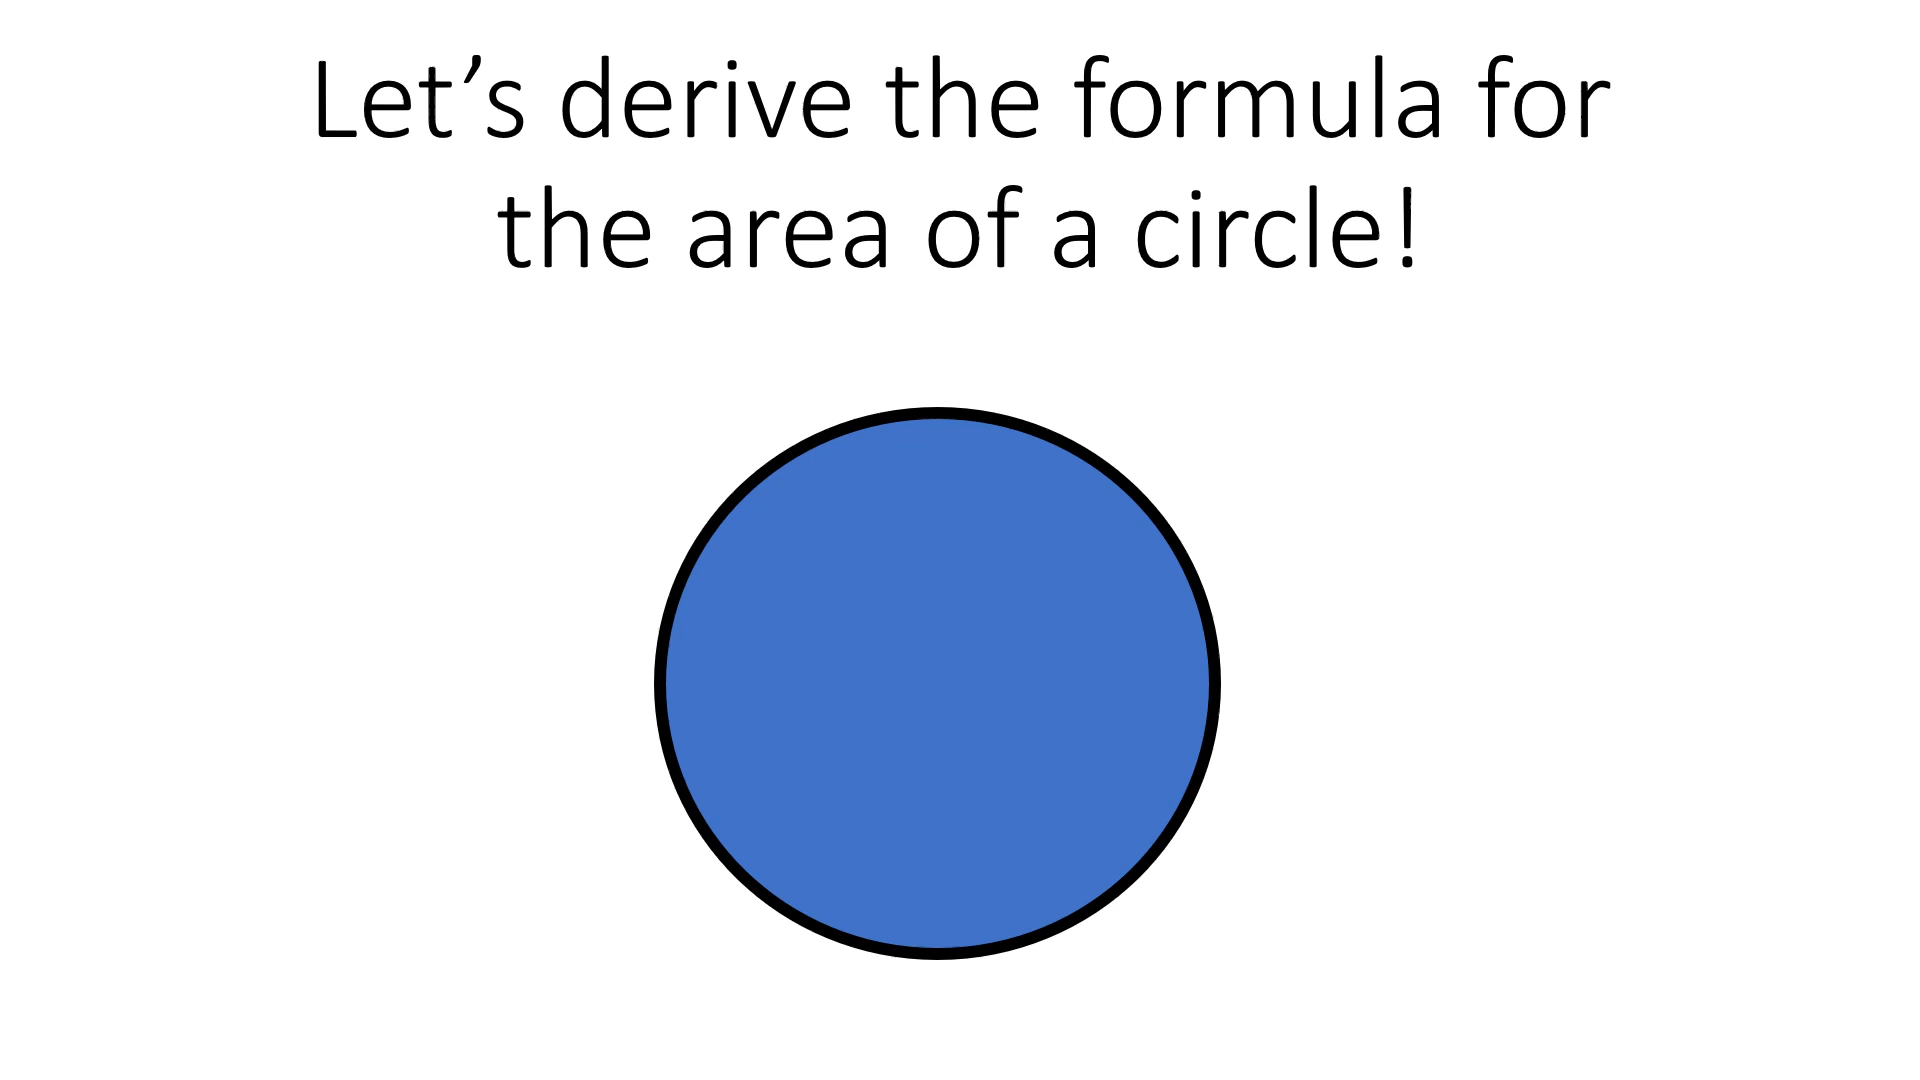 Let’s derive the formula for
the area of a circle!